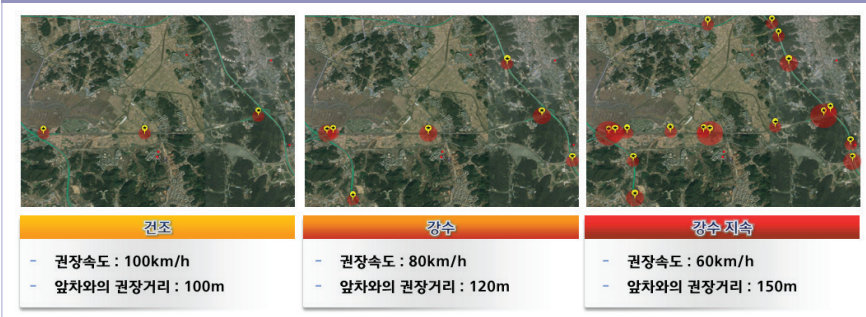 건조
- 권장속도 : 100km/h
- 앞차와의 권장거리 : 100m
강수
- 권장속도 : 80km/h
- 앞차와의 권장거리 : 120m
강수 지속
- 권장속도 : 60km/h
- 앞차와의 권장거리 : 150m